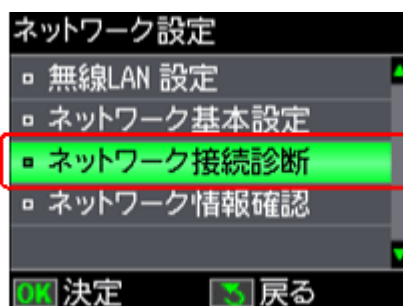 ネットワーク設定
無線LAN 設定
ネットワーク基本設定
ネットワーク接続診断
ネットワーク情報確認
OK 決定 戻る